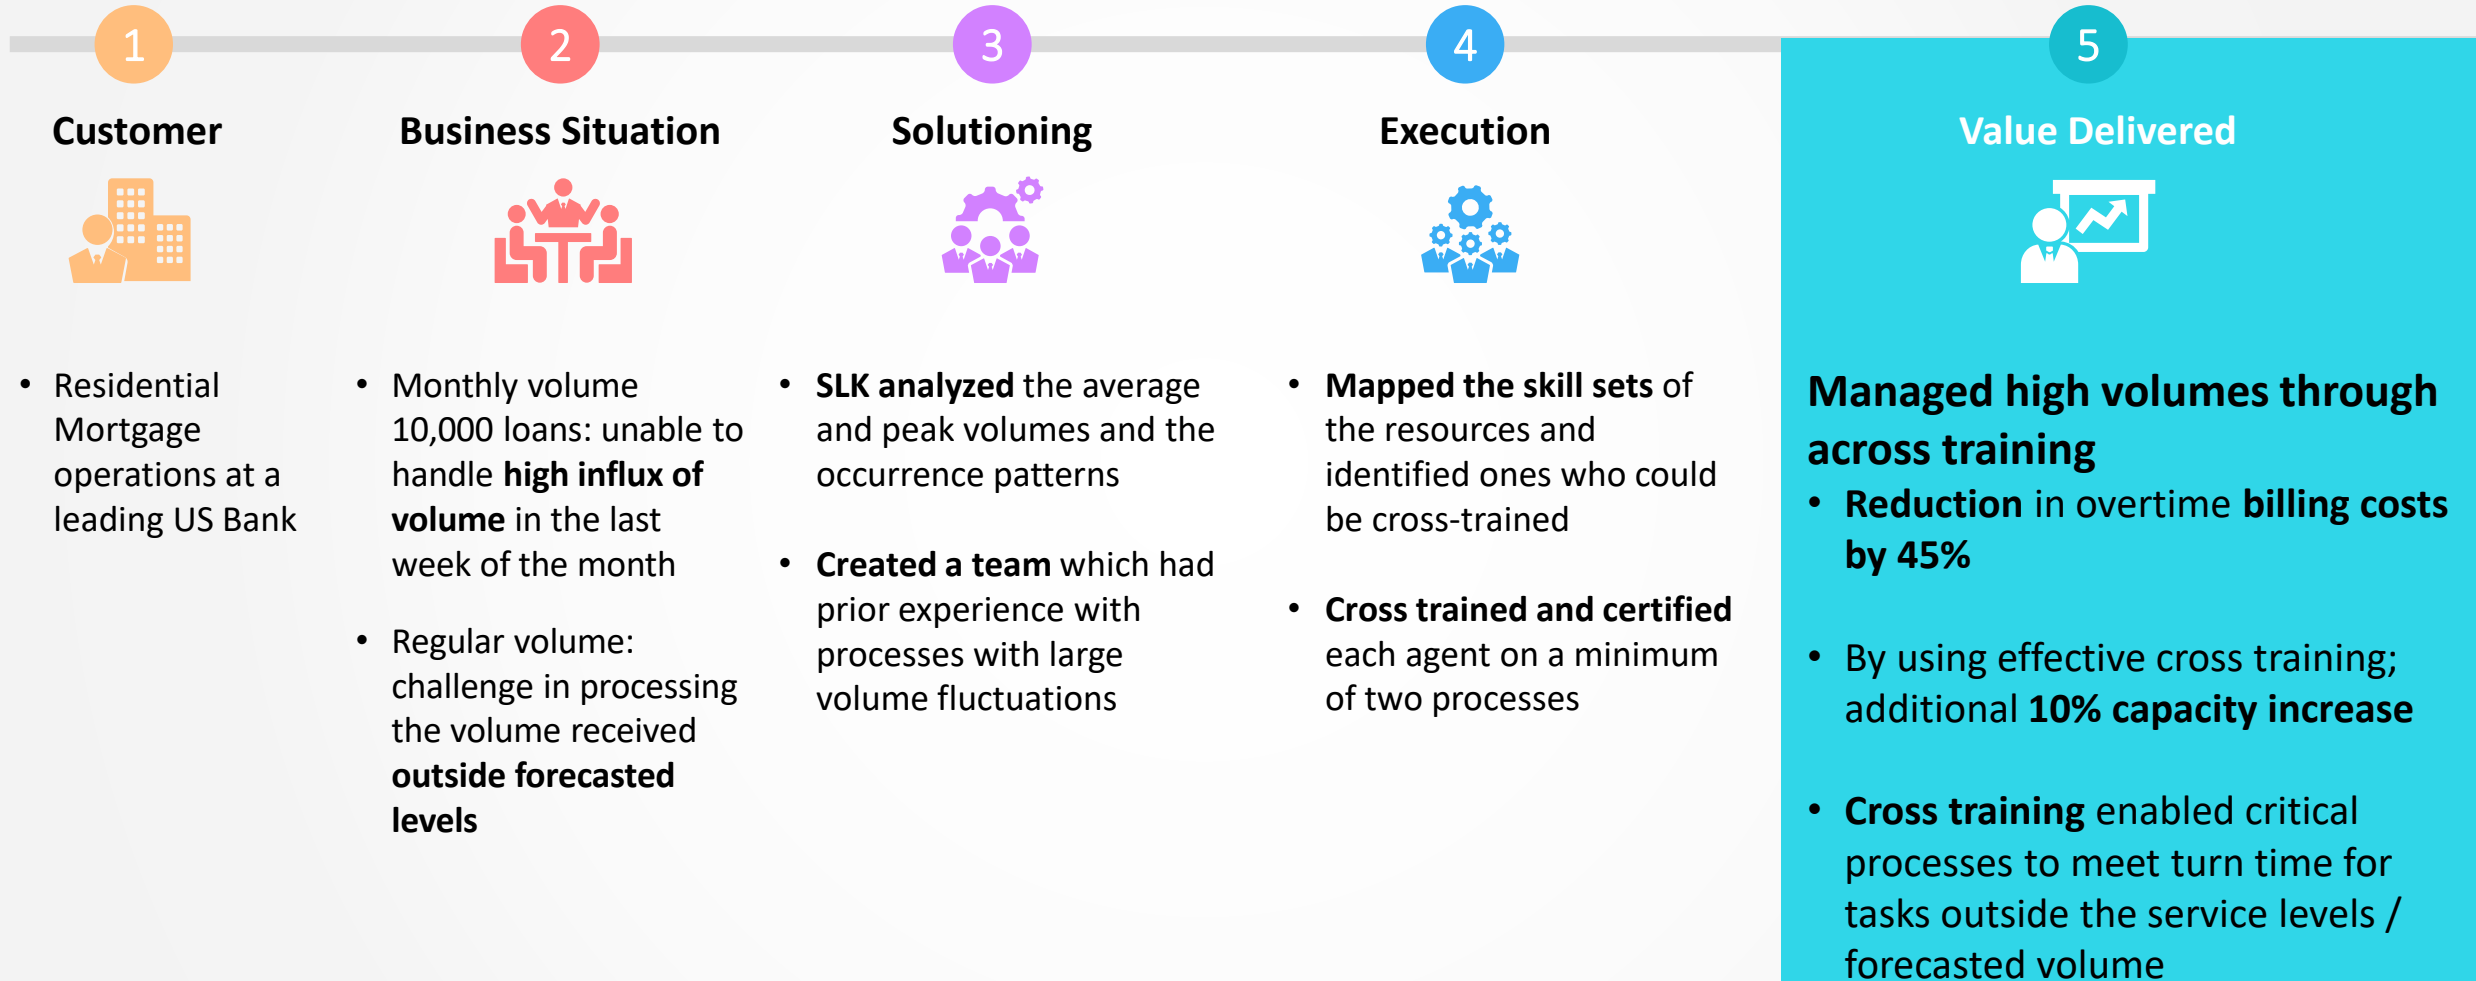 1
Customer
• Residential
Mortgage
operations at a
leading US Bank
2
Business Situation
• Monthly volume
10,000 loans: unable to
handle high influx of
volume in the last
week of the month
• Regular volume:
challenge in processing
the volume received
outside forecasted
levels
3
Solutioning
• SLK analyzed the average
and peak volumes and the
occurrence patterns
• Created a team which had
prior experience with
processes with large
volume fluctuations
4
Execution
• Mapped the skill sets of
the resources and
identified ones who could
be cross-trained
• Cross trained and certified
each agent on a minimum
of two processes
5
Value Delivered
Managed high volumes through
across training
• Reduction in overtime billing costs
by 45%
• By using effective cross training;
additional 10% capacity increase
• Cross training enabled critical
processes to meet turn time for
tasks outside the service levels /
forecasted volume